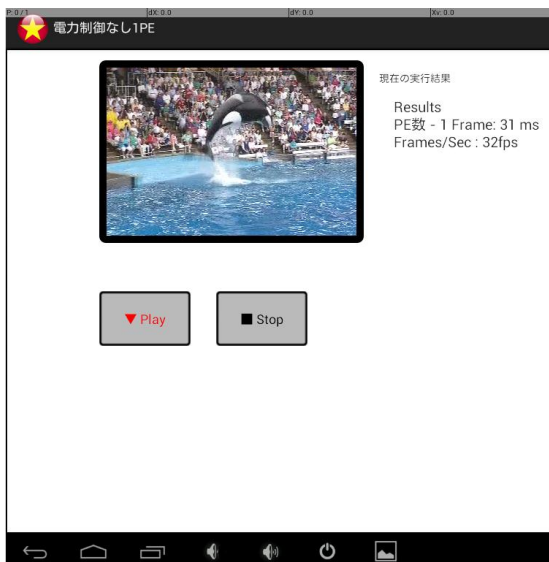 P: 0 / 1 dX: 0.0 dY: 0.0 Xv: 0.0
電力制御なし1PE
現在の実行結果
Results
PE数 - 1 Frame: 31 ms
Frames/Sec : 32fps
▼ Play
■ Stop